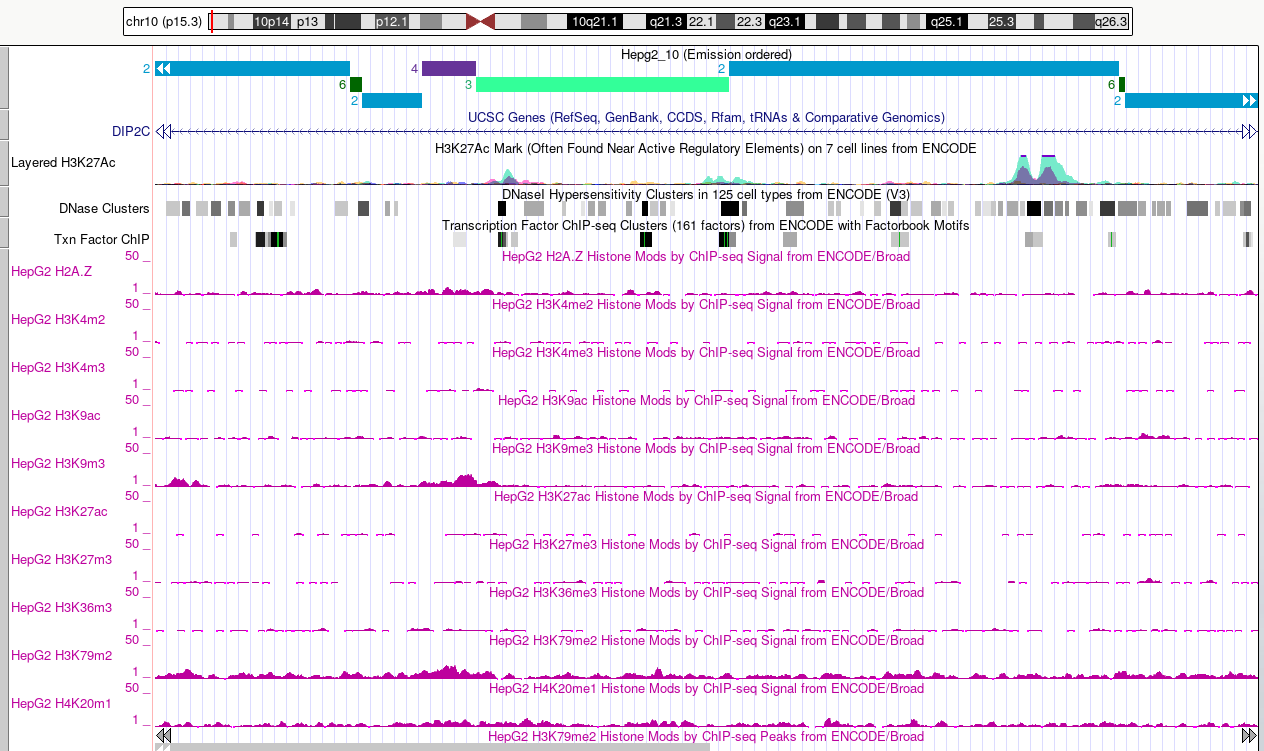 chr10 (p15.3) 10p14 p13 p12.1 10q21.1 q21.3 22.1 22.3 q23.1 q25.1 25.3 q26.3
Hepg2_10 (Emission ordered)
2 4 2
6 3 6
2 2
UCSC Genes (RefSeq, GenBank, CCDS, Rfam, tRNAs & Comparative Genomics)
DIP2C
H3K27Ac Mark (Often Found Near Active Regulatory Elements) on 7 cell lines from ENCODE
Layered H3K27Ac
DNaseI Hypersensitivity Clusters in 125 cell types from ENCODE (V3)
DNase Clusters
Transcription Factor ChIP-seq Clusters (161 factors) from ENCODE with Factorbook Motifs
Txn Factor ChIP
50 HepG2 H2A.Z Histone Mods by ChIP-seq Signal from ENCODE/Broad
HepG2 H2A.Z
1
50 HepG2 H3K4me2 Histone Mods by ChIP-seq Signal from ENCODE/Broad
HepG2 H3K4m2
1
50 HepG2 H3K4me3 Histone Mods by ChIP-seq Signal from ENCODE/Broad
HepG2 H3K4m3
1
50 HepG2 H3K9ac Histone Mods by ChIP-seq Signal from ENCODE/Broad
HepG2 H3K9ac
1
50 HepG2 H3K9me3 Histone Mods by ChIP-seq Signal from ENCODE/Broad
HepG2 H3K9m3
1
50 HepG2 H3K27ac Histone Mods by ChIP-seq Signal from ENCODE/Broad
HepG2 H3K27ac
1
50 HepG2 H3K27me3 Histone Mods by ChIP-seq Signal from ENCODE/Broad
HepG2 H3K27m3
1
50 HepG2 H3K36me3 Histone Mods by ChIP-seq Signal from ENCODE/Broad
HepG2 H3K36m3
1
50 HepG2 H3K79me2 Histone Mods by ChIP-seq Signal from ENCODE/Broad
HepG2 H3K79m2
1
50 HepG2 H4K20me1 Histone Mods by ChIP-seq Signal from ENCODE/Broad
HepG2 H4K20m1
1
HepG2 H3K79me2 Histone Mods by ChIP-seq Peaks from ENCODE/Broad